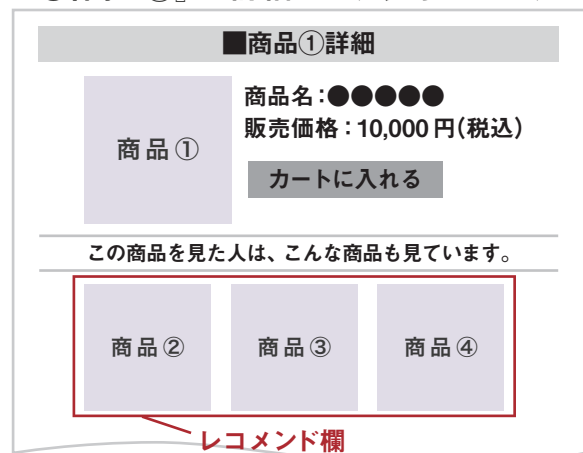 ■商品①詳細
商品①
商品名：●●●●●
販売価格：10,000円（税込）
カートに入れる
この商品を見た人は、こんな商品も見ています。
商品②
商品③
商品④
レコメンド欄